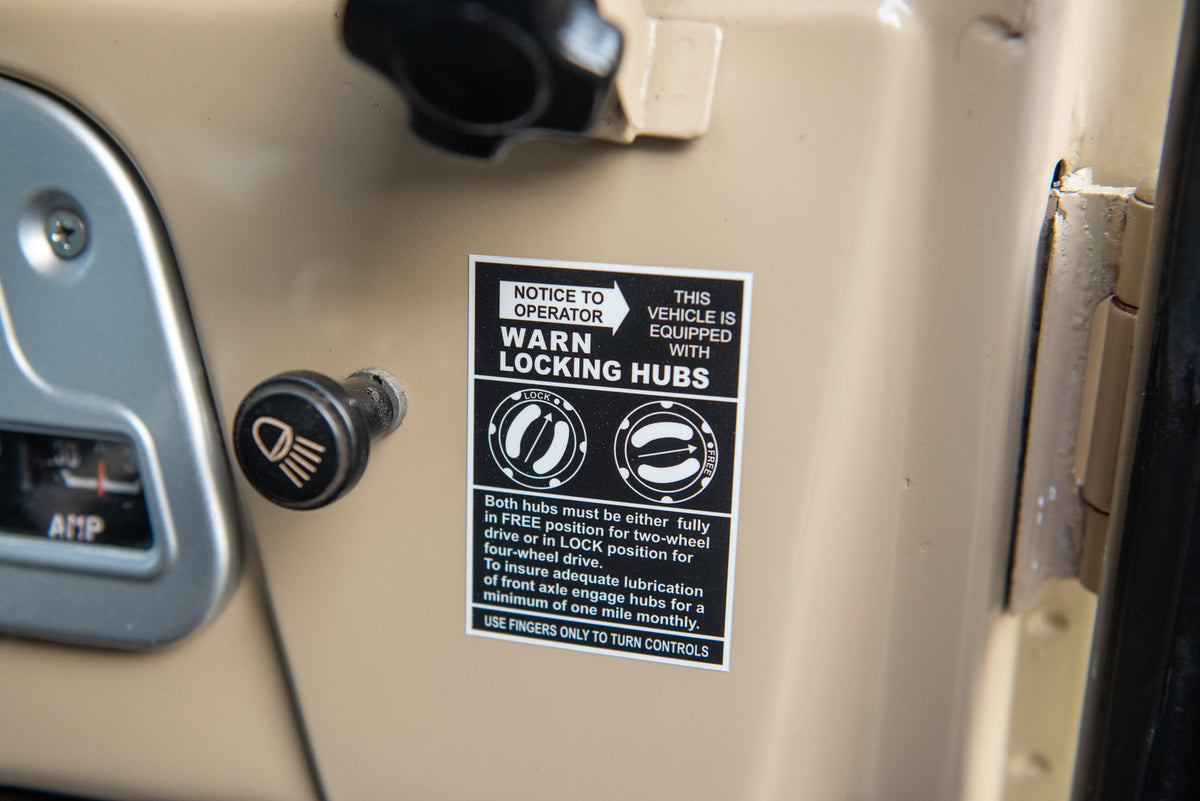 NOTICE TO
OPERATOR
THIS
VEHICLE IS
EQUIPPED
WITH
WARN
LOCKING HUBS
LOCK
FREE
Both hubs must be either fully
in FREE position for two-wheel
drive or in LOCK position for
four-wheel drive.
To insure adequate lubrication
of front axle engage hubs for a
minimum of one mile monthly.
USE FINGERS ONLY TO TURN CONTROLS
30
AMP